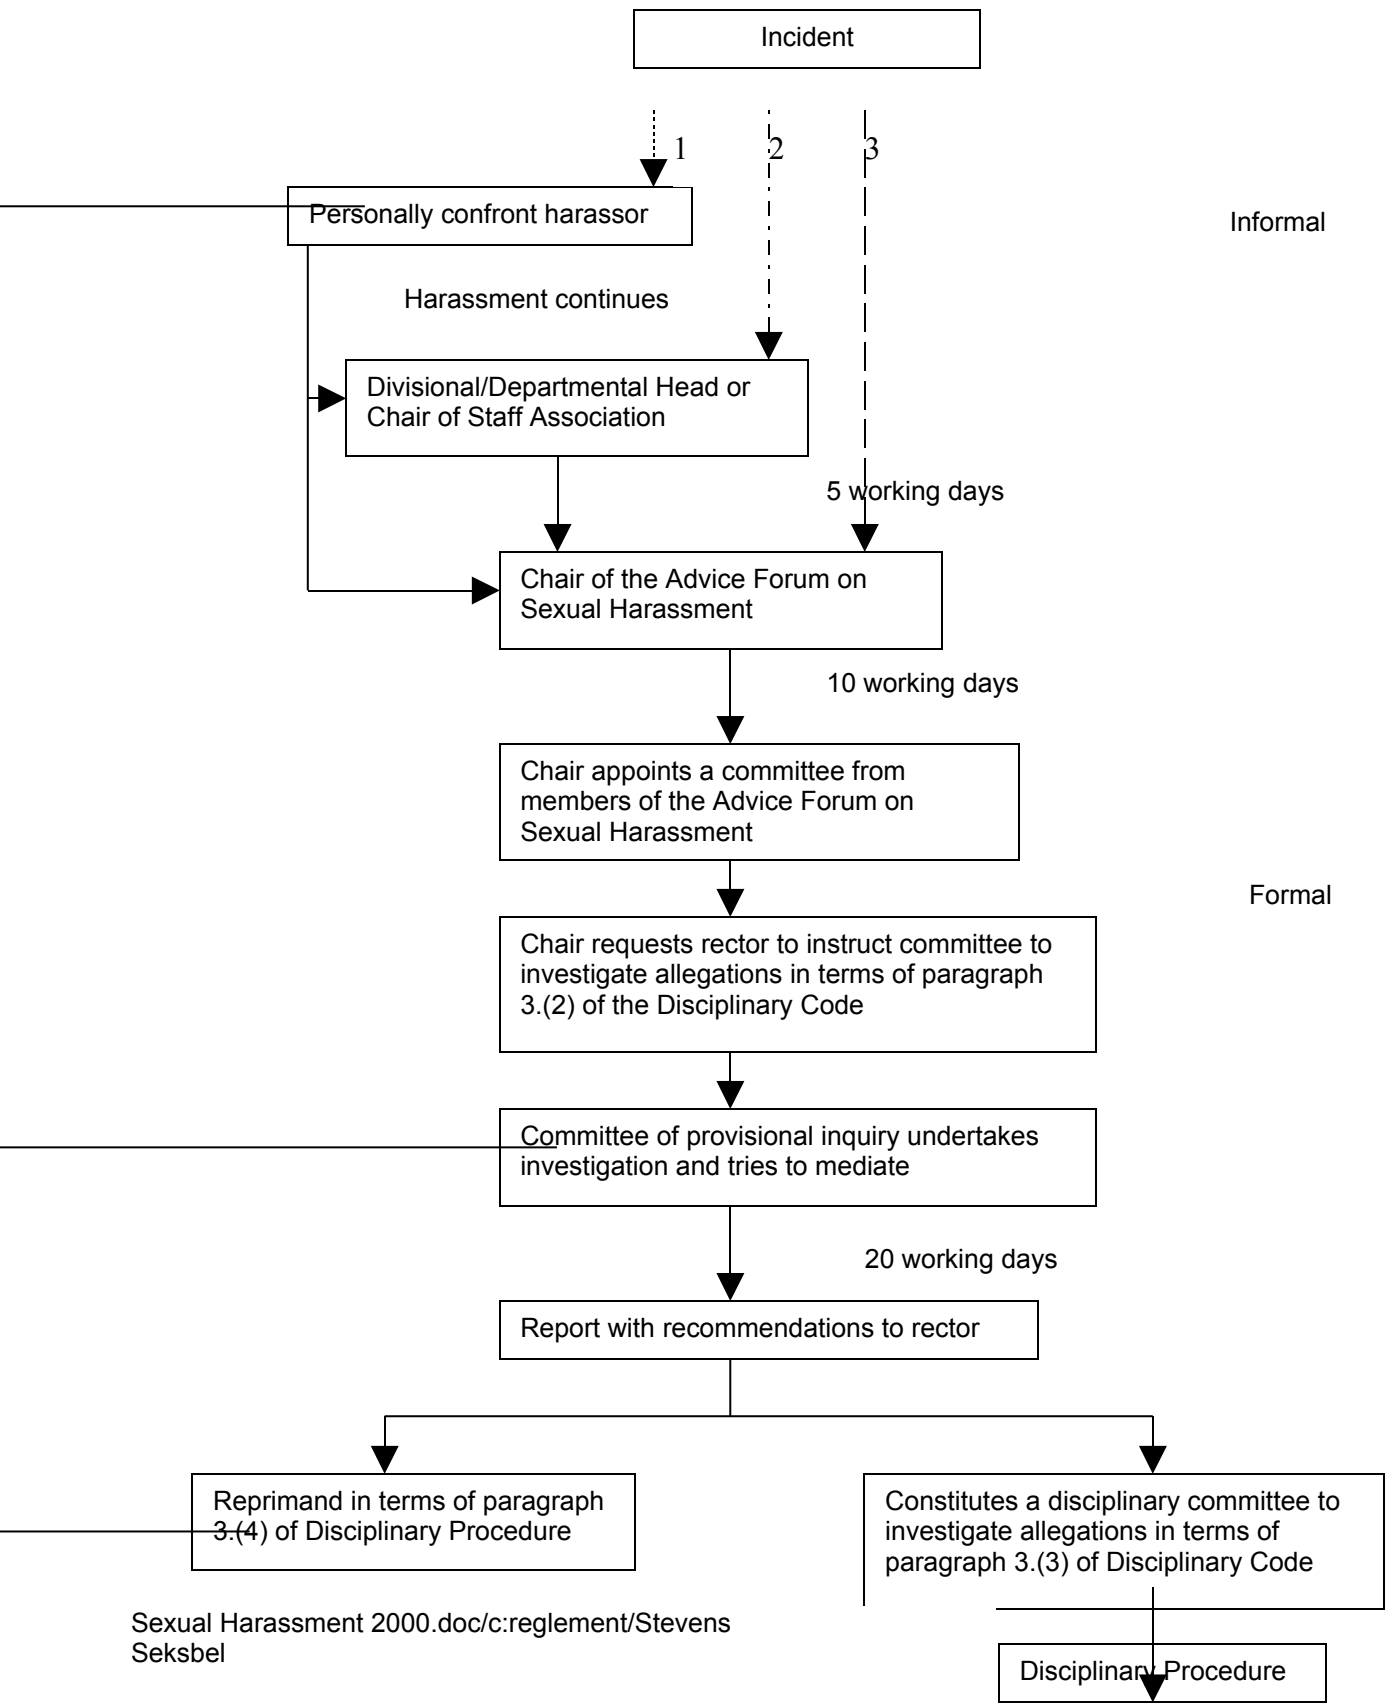 Incident
1
2
3
Personally confront harassor
Informal
Harassment continues
Divisional/Departmental Head or
Chair of Staff Association
5 working days
Chair of the Advice Forum on
Sexual Harassment
10 working days
Chair appoints a committee from
members of the Advice Forum on
Sexual Harassment
Formal
Chair requests rector to instruct committee to
investigate allegations in terms of paragraph
3.(2) of the Disciplinary Code
Committee of provisional inquiry undertakes
investigation and tries to mediate
20 working days
Report with recommendations to rector
Reprimand in terms of paragraph
3.(4) of Disciplinary Procedure
Constitutes a disciplinary committee to
investigate allegations in terms of
paragraph 3.(3) of Disciplinary Code
Sexual Harassment 2000.doc/c:reglement/Stevens
Seksbel
Disciplinary Procedure